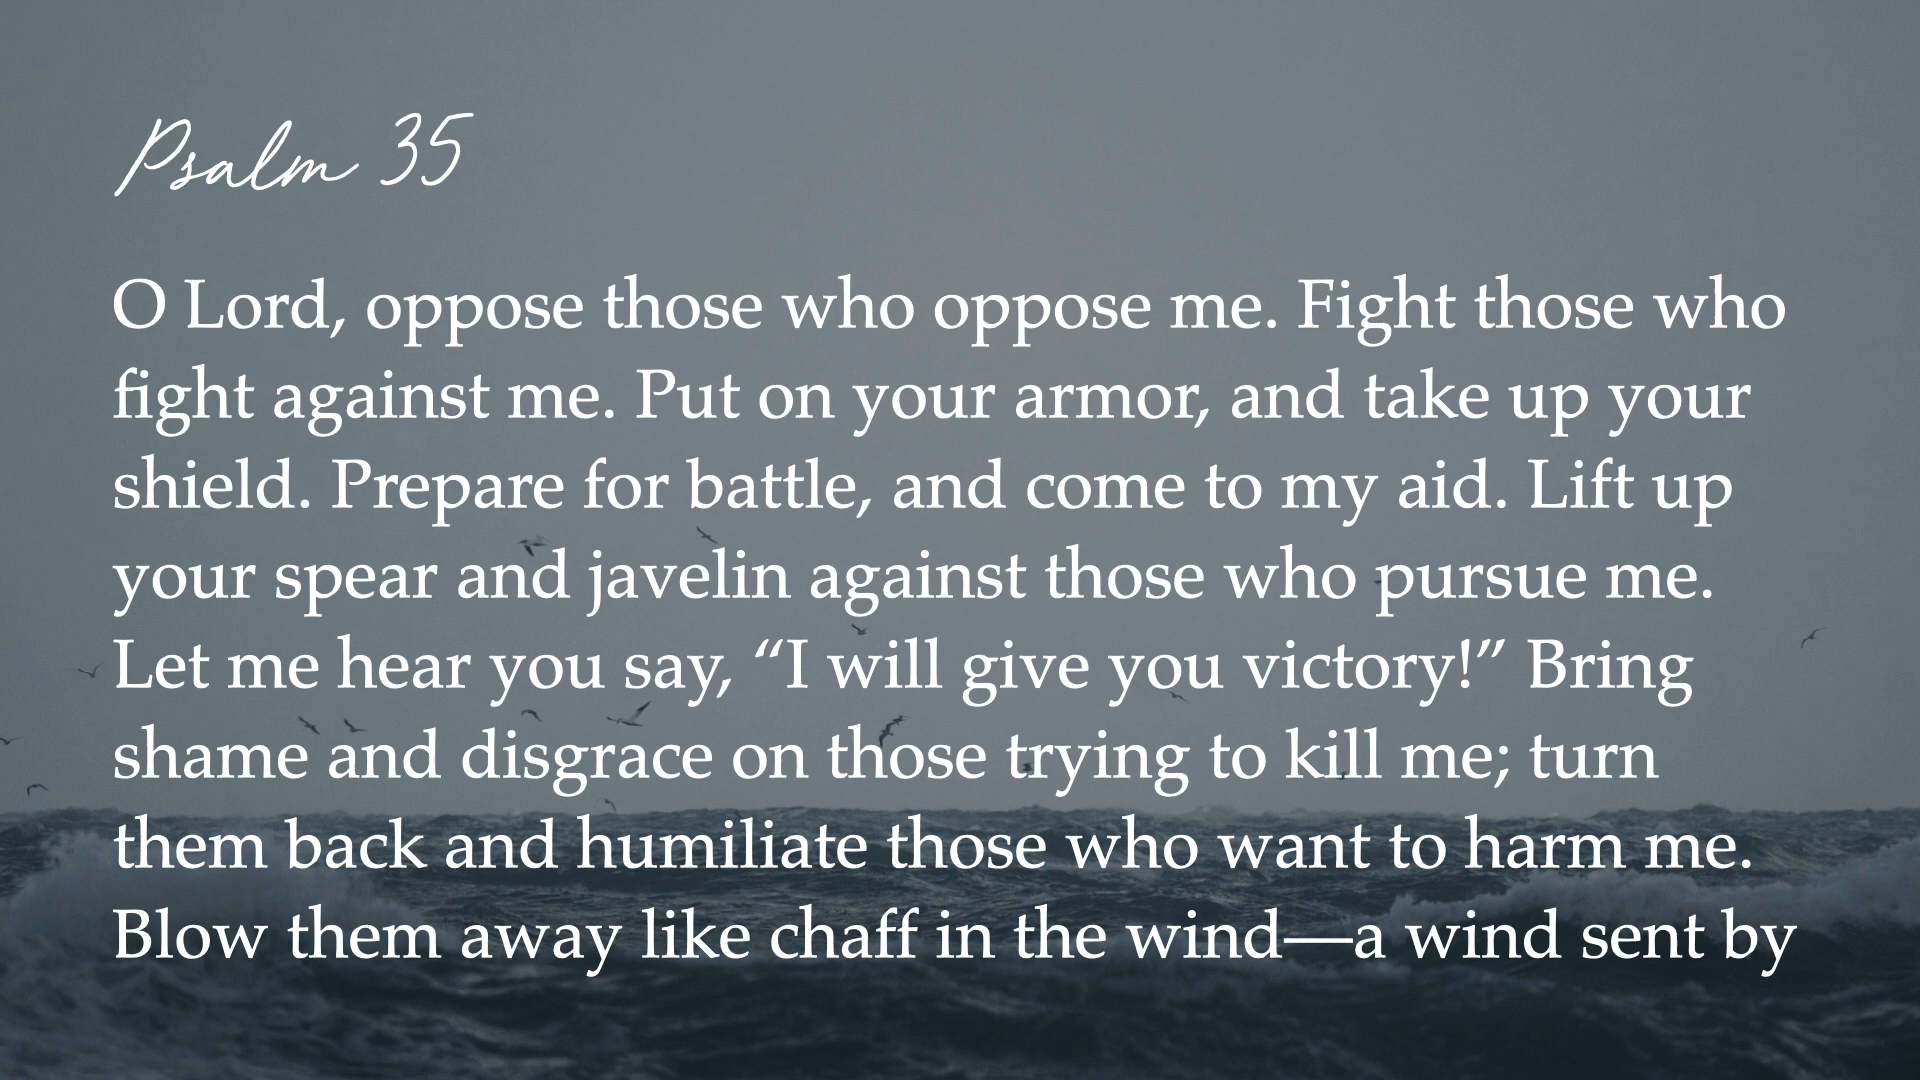 Psalm 35
O Lord, oppose those who oppose me. Fight those who
fight against me. Put on your armor, and take up your
shield. Prepare for battle, and come to my aid. Lift up
your spear and javelin against those who pursue me.
Let me hear you say, “I will give you victory!” Bring
shame and disgrace on those trying to kill me; turn
them back and humiliate those who want to harm me.
Blow them away like chaff in the wind—a wind sent by